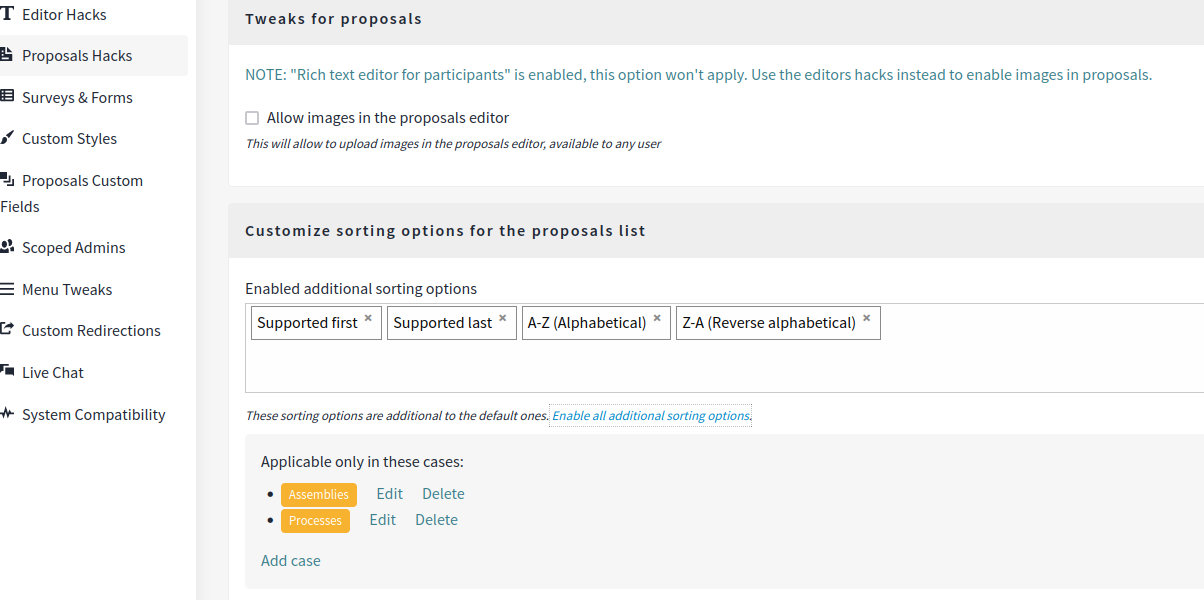 Editor Hacks
Proposals Hacks
Surveys & Forms
Custom Styles
Proposals Custom
Fields
Scoped Admins
Menu Tweaks
Custom Redirections
Live Chat
System Compatibility
Tweaks for proposals
NOTE: "Rich text editor for participants" is enabled, this option won't apply. Use the editors hacks instead to enable images in proposals.
Allow images in the proposals editor
This will allow to upload images in the proposals editor, available to any user
Customize sorting options for the proposals list
Enabled additional sorting options
Supported first × Supported last × A-Z (Alphabetical) × Z-A (Reverse alphabetical) ×
These sorting options are additional to the default ones. Enable all additional sorting options.
Applicable only in these cases:
• Assemblies Edit Delete
• Processes Edit Delete
Add case